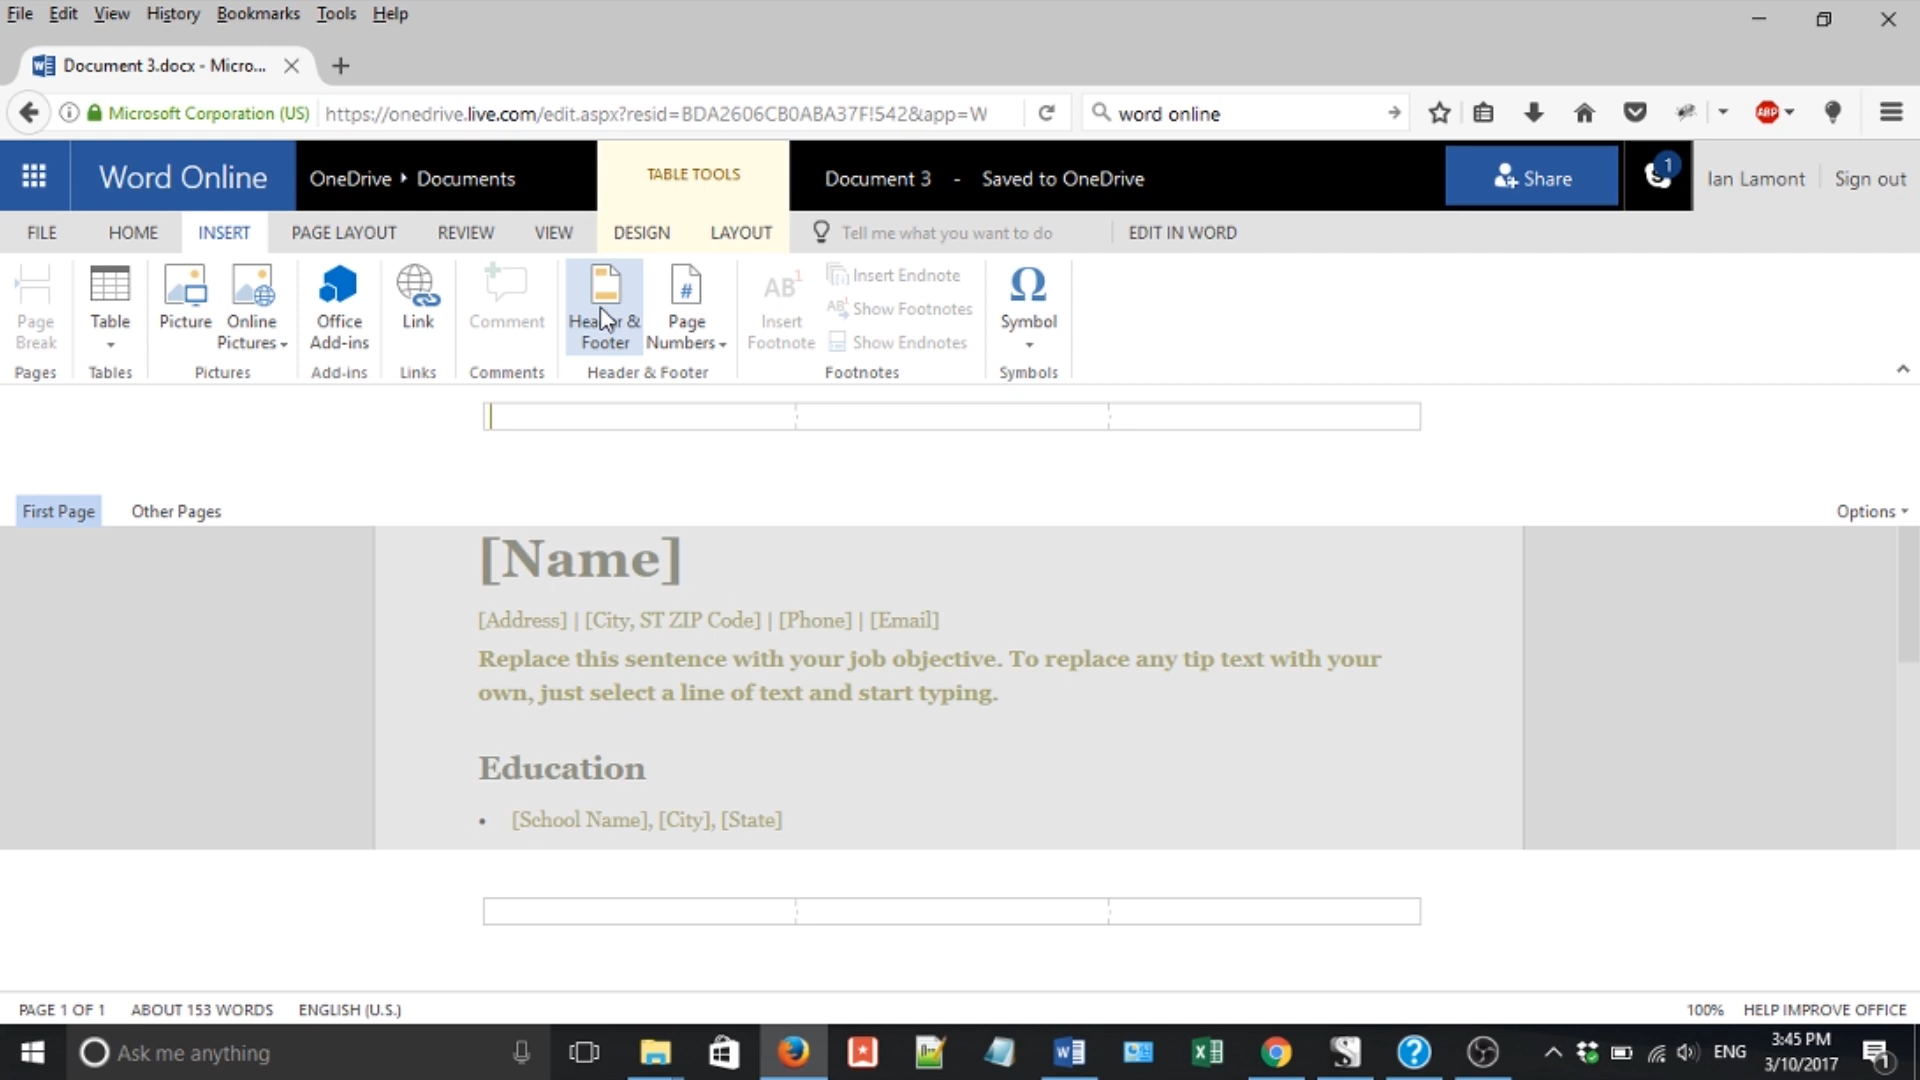 File Edit View History Bookmarks Tools Help
Document 3.docx - Micro...
Microsoft Corporation (US) https://onedrive.live.com/edit.aspx?resid=BDA2606CB0ABA37F!542&app=W word online ABP
Word Online OneDrive Documents TABLE TOOLS Document 3 - Saved to OneDrive Share 1 Ian Lamont Sign out
FILE HOME INSERT PAGE LAYOUT REVIEW VIEW DESIGN LAYOUT Tell me what you want to do EDIT IN WORD
Page Break
Table
Picture
Online Pictures
Office Add-ins
Link
Comment
Header & Footer
# Page Numbers
AB1 Insert Footnote
Insert Endnote
AB1 Show Footnotes
Show Endnotes
Ω Symbol
Pages Tables Pictures Add-ins Links Comments Header & Footer Footnotes Symbols
First Page Other Pages Options
[Name]
[Address] | [City, ST ZIP Code] | [Phone] | [Email]
Replace this sentence with your job objective. To replace any tip text with your
own, just select a line of text and start typing.
Education
• [School Name], [City], [State]
PAGE 1 OF 1 ABOUT 153 WORDS ENGLISH (U.S.) 100% HELP IMPROVE OFFICE
Ask me anything ENG 3:45 PM
3/10/2017 1